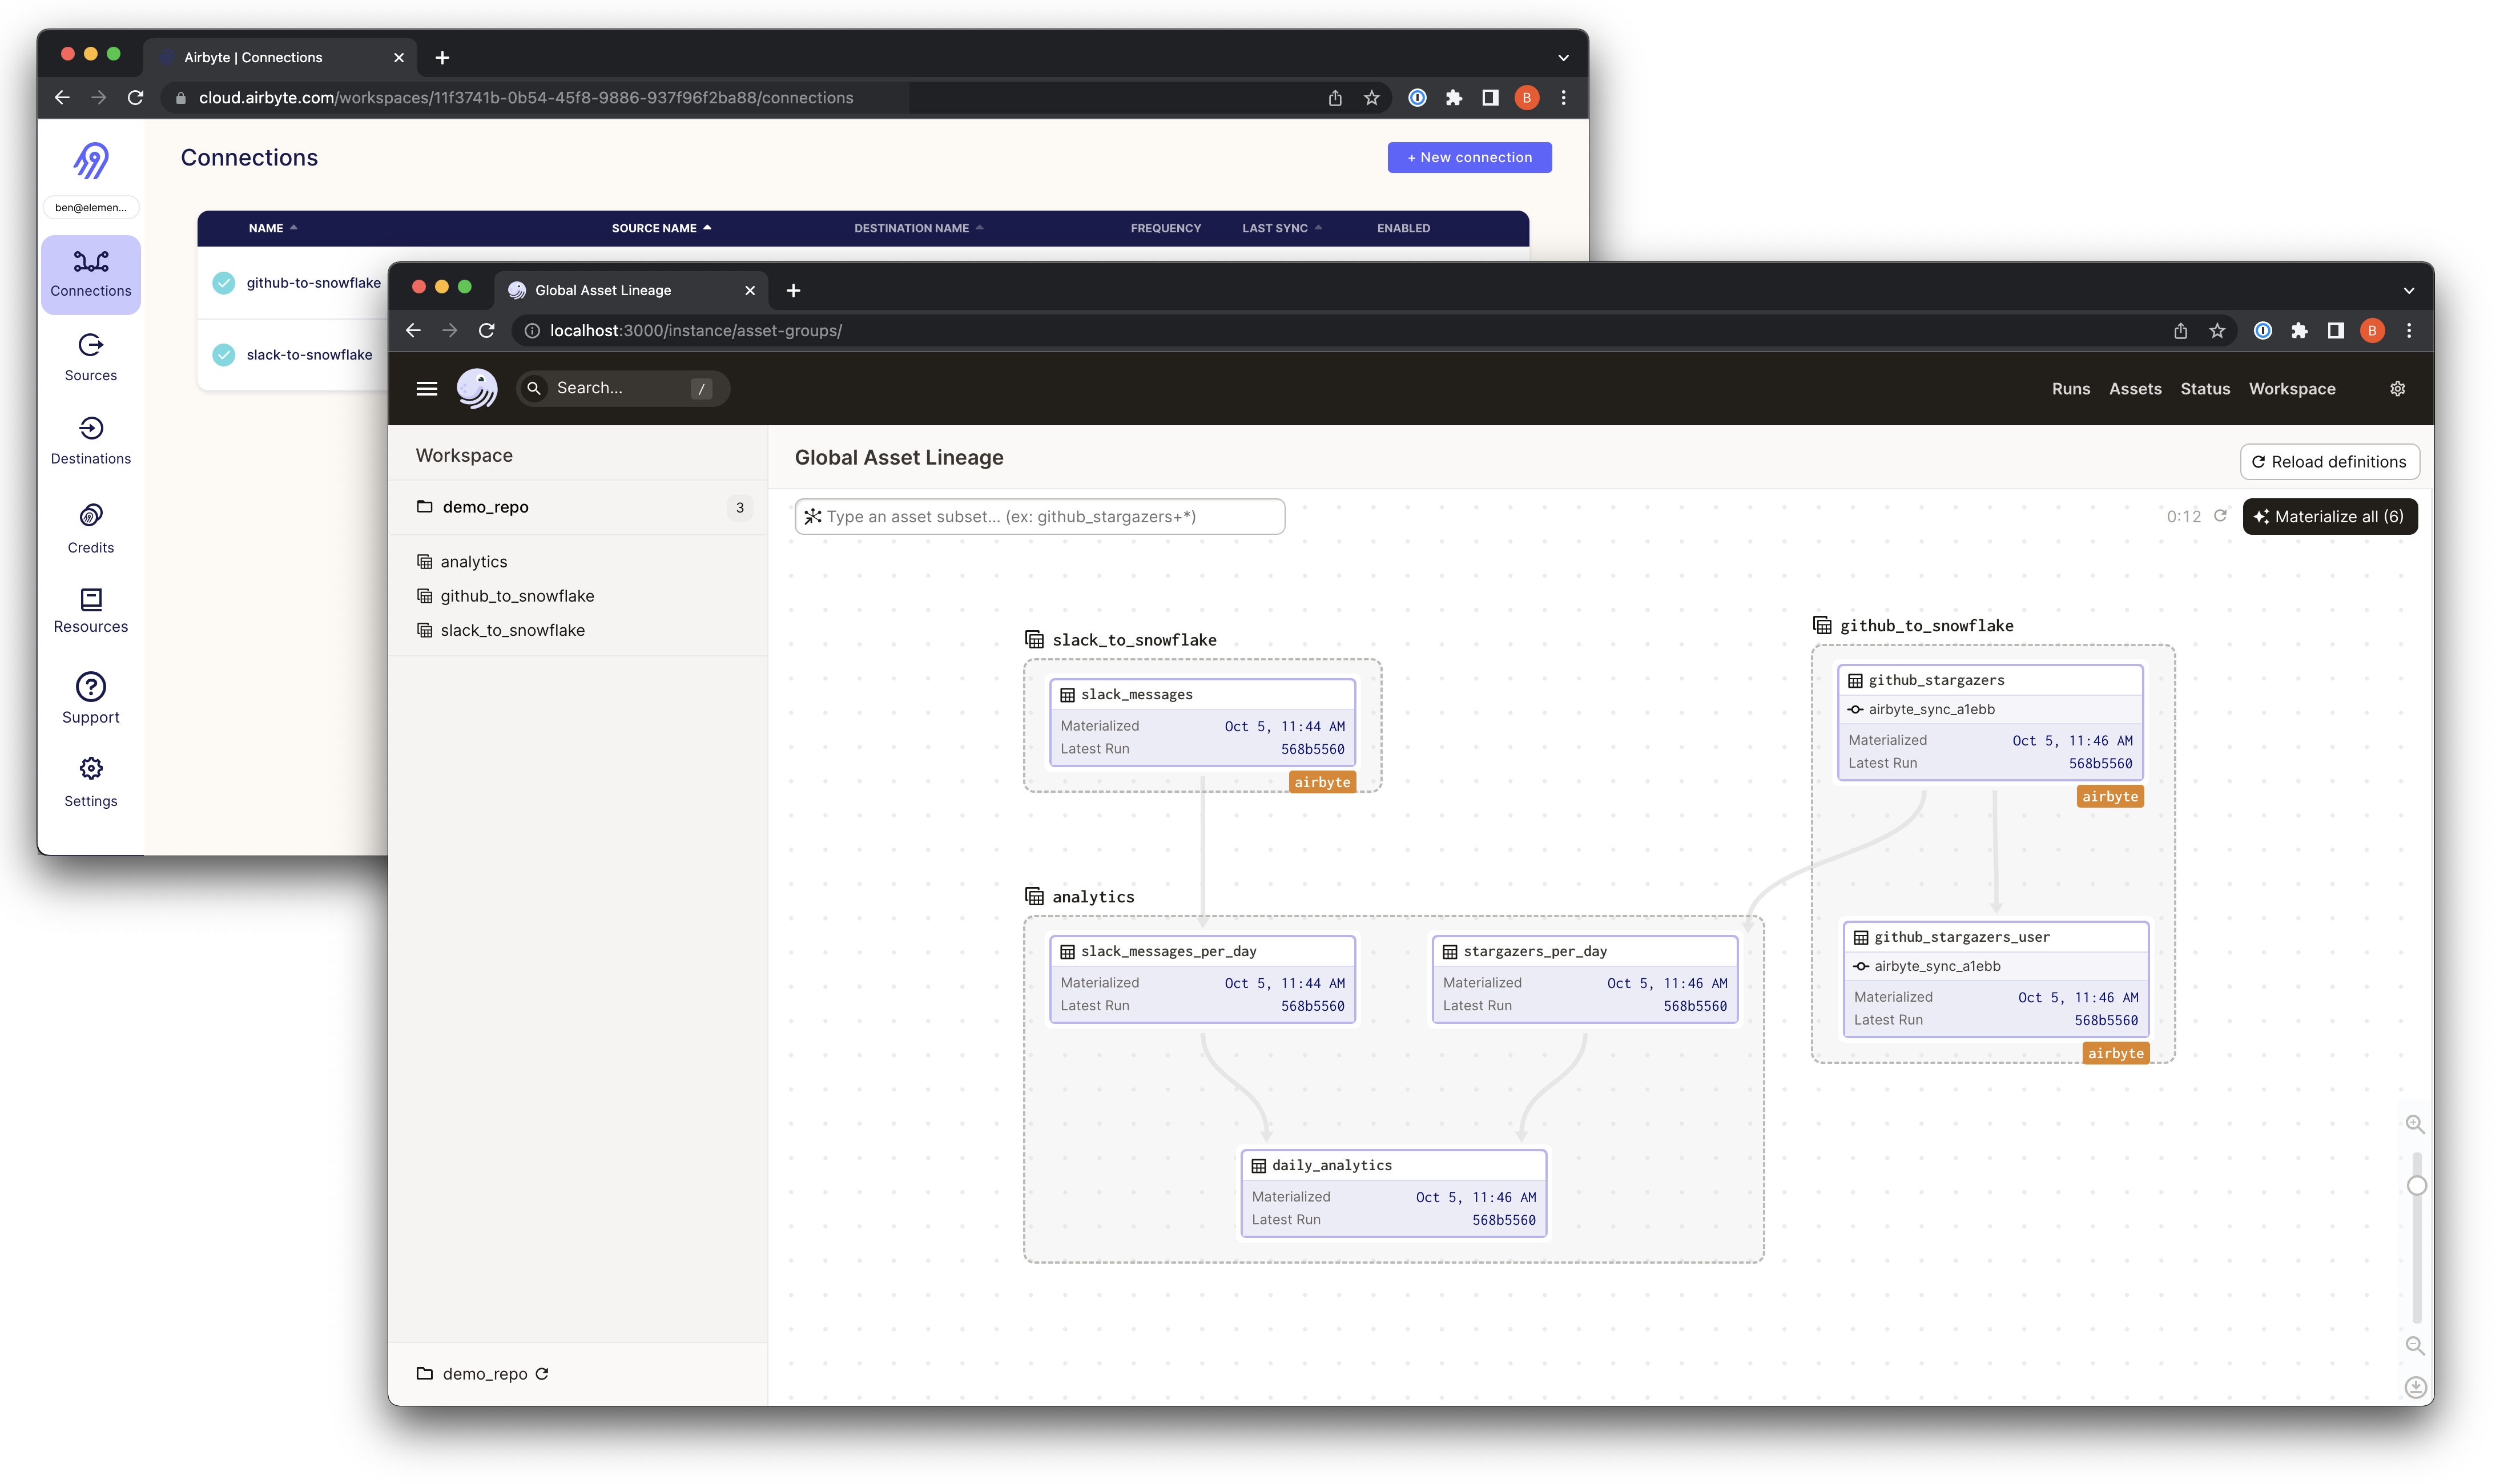 Airbyte | Connections
cloud.airbyte.com/workspaces/11f3741b-0b54-45f8-9886-937f96f2ba88/connections
B
ben@elemen...
Connections
Sources
Destinations
Credits
Resources
Support
Settings
Connections
+ New connection
NAME SOURCE NAME DESTINATION NAME FREQUENCY LAST SYNC ENABLED
github-to-snowflake
slack-to-snowflake
Global Asset Lineage
localhost:3000/instance/asset-groups/
B
Search... /
Runs Assets Status Workspace
Workspace
demo_repo 3
analytics
github_to_snowflake
slack_to_snowflake
demo_repo
Global Asset Lineage
Reload definitions
Type an asset subset... (ex: github_stargazers+*)
0:12
Materialize all (6)
slack_to_snowflake
slack_messages
Materialized Oct 5, 11:44 AM
Latest Run 568b5560
airbyte
github_to_snowflake
github_stargazers
airbyte_sync_a1ebb
Materialized Oct 5, 11:46 AM
Latest Run 568b5560
airbyte
analytics
slack_messages_per_day
Materialized Oct 5, 11:44 AM
Latest Run 568b5560
stargazers_per_day
Materialized Oct 5, 11:46 AM
Latest Run 568b5560
github_stargazers_user
airbyte_sync_a1ebb
Materialized Oct 5, 11:46 AM
Latest Run 568b5560
airbyte
daily_analytics
Materialized Oct 5, 11:46 AM
Latest Run 568b5560